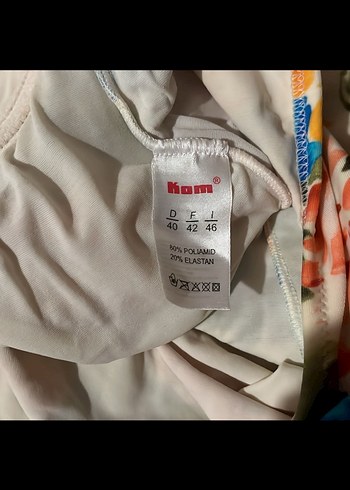 Kom®
D F I
40 42 46
80% POLIAMID
20% ELASTAN